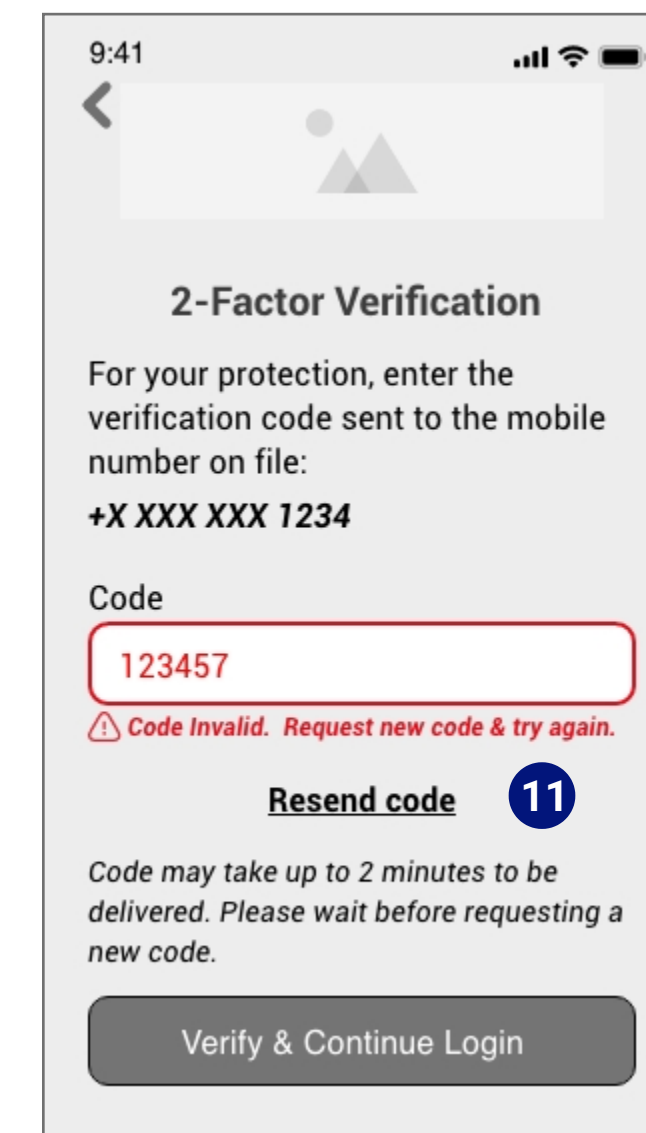 9:41
2-Factor Verification
For your protection, enter the
verification code sent to the mobile
number on file:
+X XXX XXX 1234
Code
123457
Code Invalid.  Request new code & try again.
Resend code 11
Code may take up to 2 minutes to be
delivered. Please wait before requesting a
new code.
Verify & Continue Login